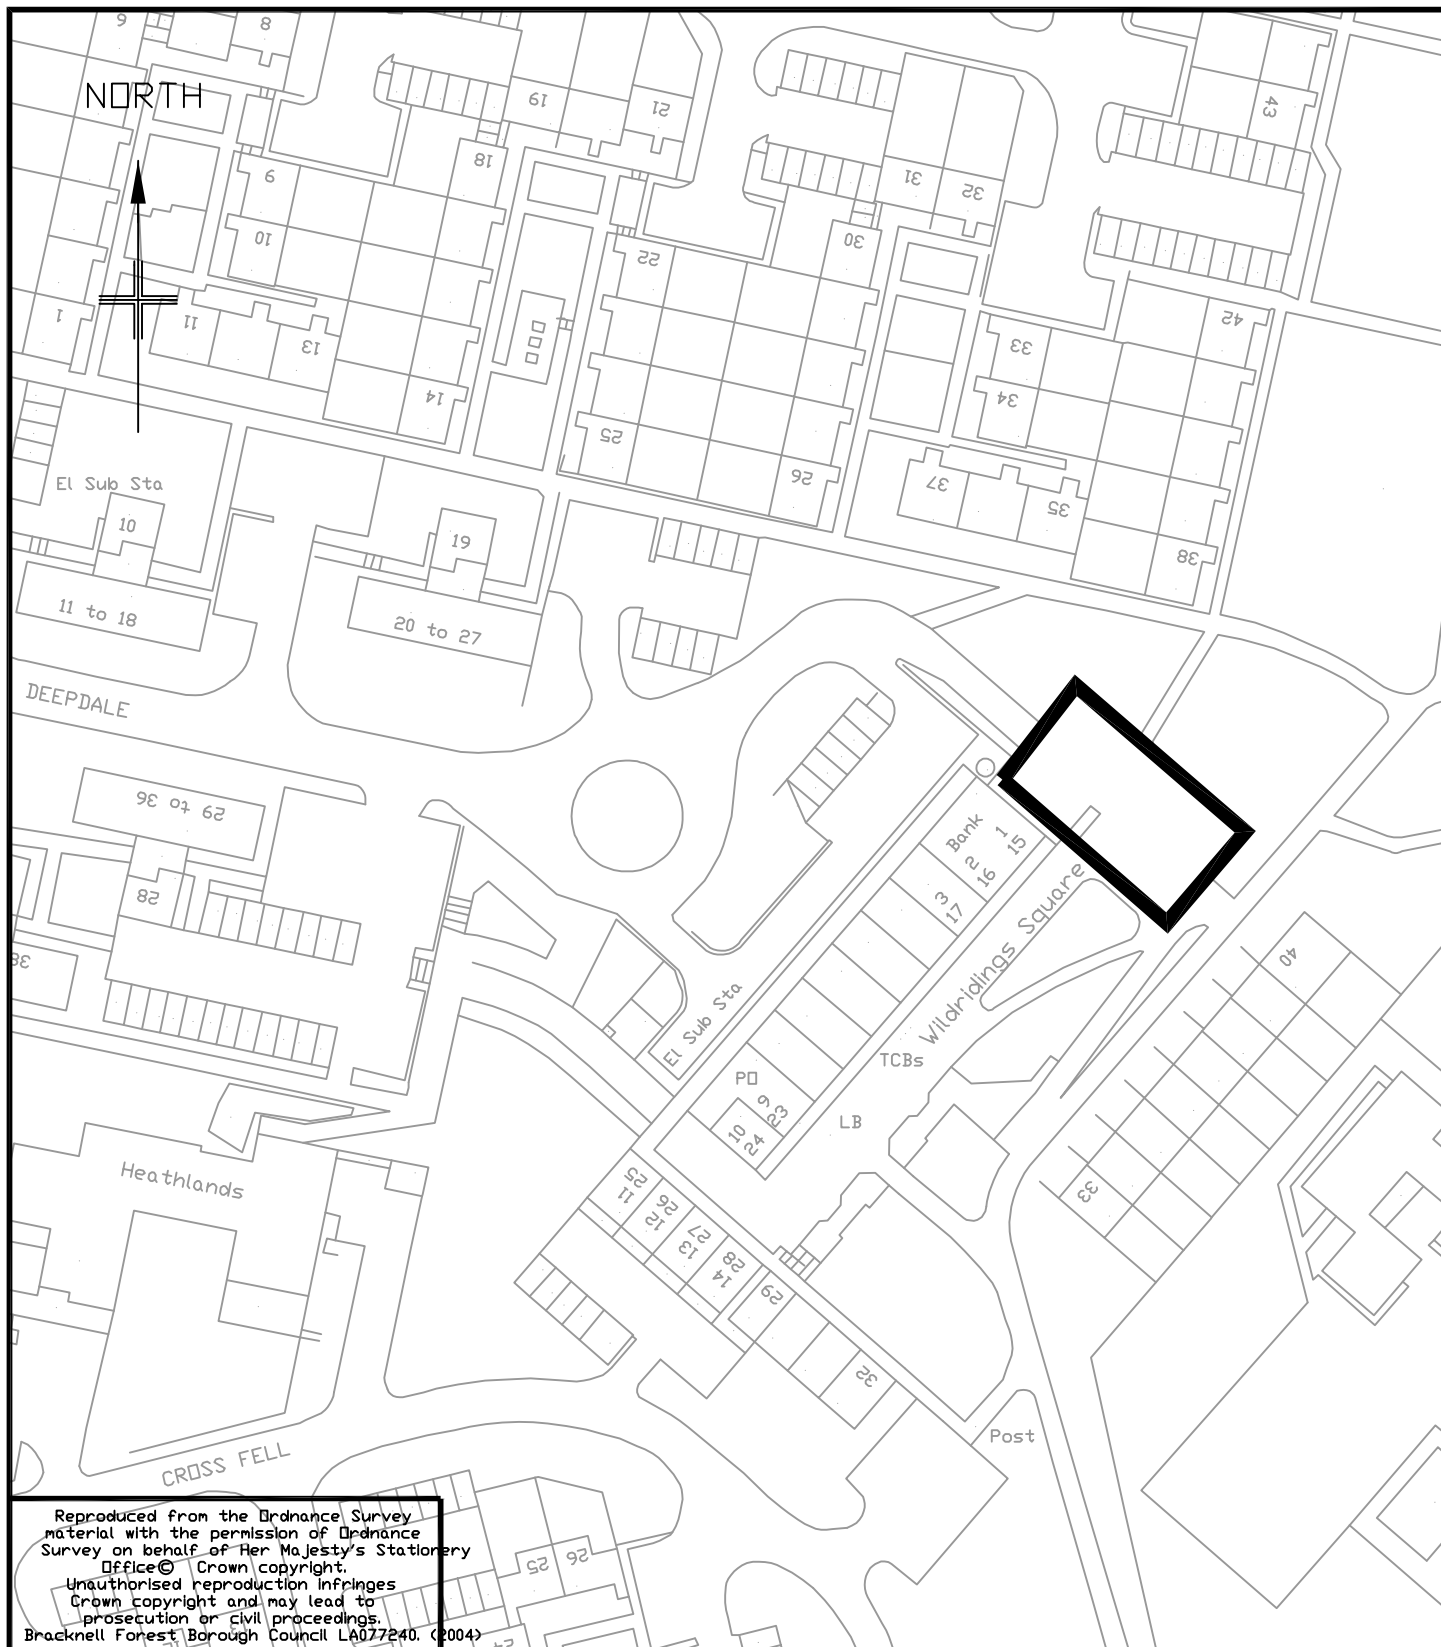 6
8
NORTH
19
21
43
18
9
31
32
10
30
22
1
11
13
42
33
14
34
25
26
37
35
El Sub Sta
10
19
38
11 to 18
20 to 27
DEEPDALE
29 to 36
Bank
1
15
2
16
28
3
17
Wildridings Square
40
38
El Sub Sta
TCBs
PO
9
23
LB
10
24
Heathlands
25
11
26
12
27
13
28
14
29
33
32
Post
CROSS FELL
Reproduced from the Ordnance Survey
material with the permission of Ordnance
Survey on behalf of Her Majesty's Stationery
Office© Crown copyright.
Unauthorised reproduction infringes
Crown copyright and may lead to
prosecution or civil proceedings.
Bracknell Forest Borough Council LA077240. (2004)
25
26